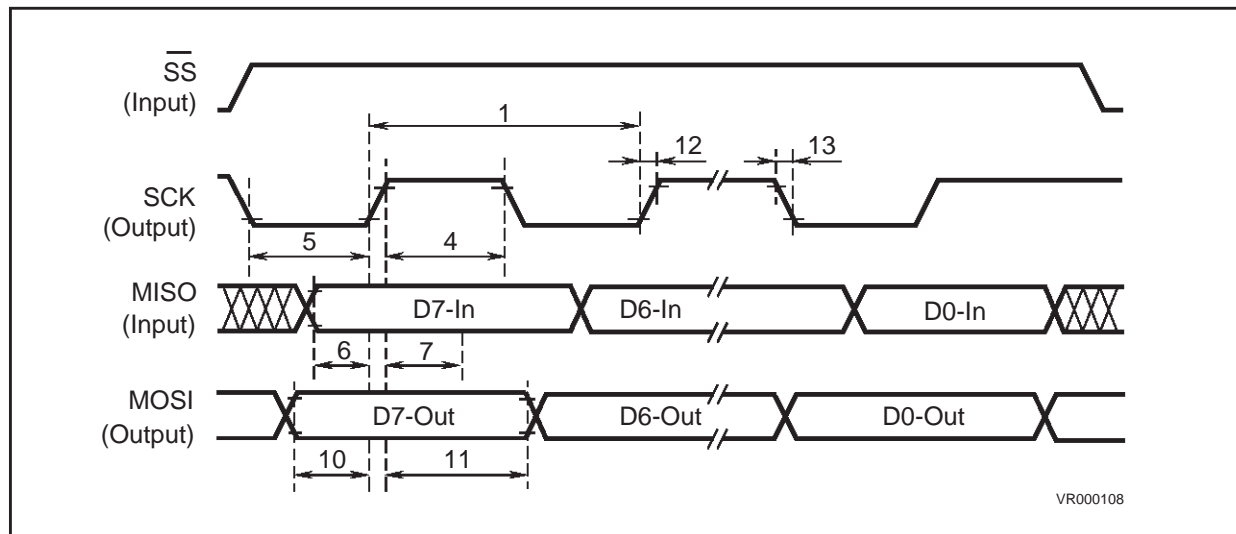 SS
(Input)
1
12
13
SCK
(Output)
5
4
MISO
(Input)
D7-In
D6-In
D0-In
6
7
MOSI
(Output)
D7-Out
D6-Out
D0-Out
10
11
VR000108